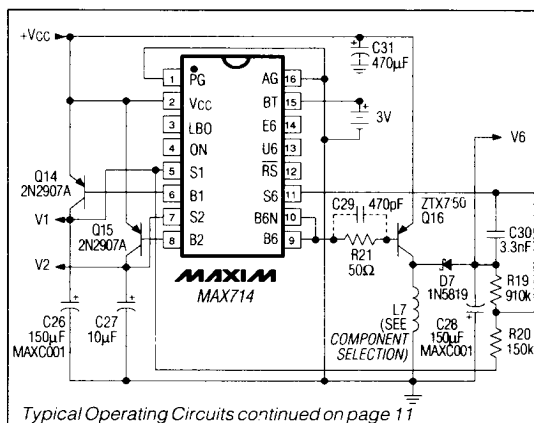 +VCC
C31
470µF
1 PG AG 16
2 VCC BT 15
3 LBO E6 14
4 ON U6 13
5 S1 RS 12
6 B1 S6 11
7 S2 B6N 10
8 B2 B6 9
3V
V6
Q14
2N2907A
V1
Q15
2N2907A
V2
C29 470pF
ZTX750
Q16
R21
50Ω
C30
3.3nF
MAXIM
MAX714
D7
1N5819
R19
910k
L7
(SEE
COMPONENT
SELECTION)
C28
150µF
MAXC001
R20
150k
C26
150µF
MAXC001
C27
10µF
Typical Operating Circuits continued on page 11